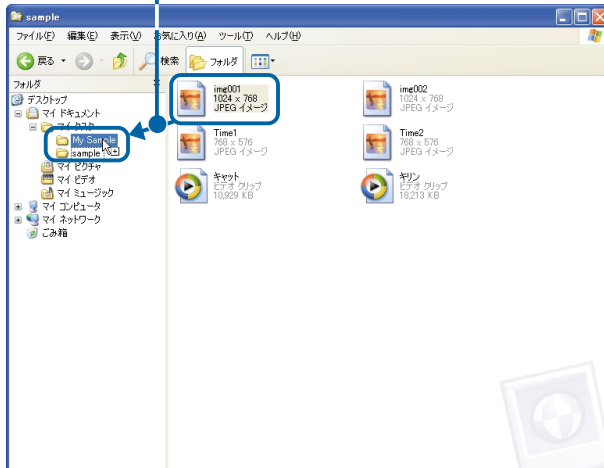 sample
ファイル(F) 編集(E) 表示(V) お気に入り(A) ツール(T) ヘルプ(H)
戻る 検索 フォルダ
フォルダ ×
デスクトップ
マイ ドキュメント
マイ タスク
My Sample
sample
マイ ピクチャ
マイ ビデオ
マイ ミュージック
マイ コンピュータ
マイ ネットワーク
ごみ箱
img001
1024 x 768
JPEG イメージ
img002
1024 x 768
JPEG イメージ
Time1
768 x 576
JPEG イメージ
Time2
768 x 576
JPEG イメージ
キャット
ビデオ クリップ
10,929 KB
キリン
ビデオ クリップ
18,213 KB